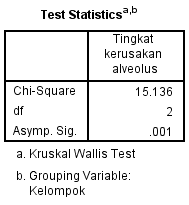 Test Statisticsa,b
Tingkat
kerusakan
alveolus
Chi-Square 15.136
df 2
Asymp. Sig. .001
a. Kruskal Wallis Test
b. Grouping Variable:
Kelompok